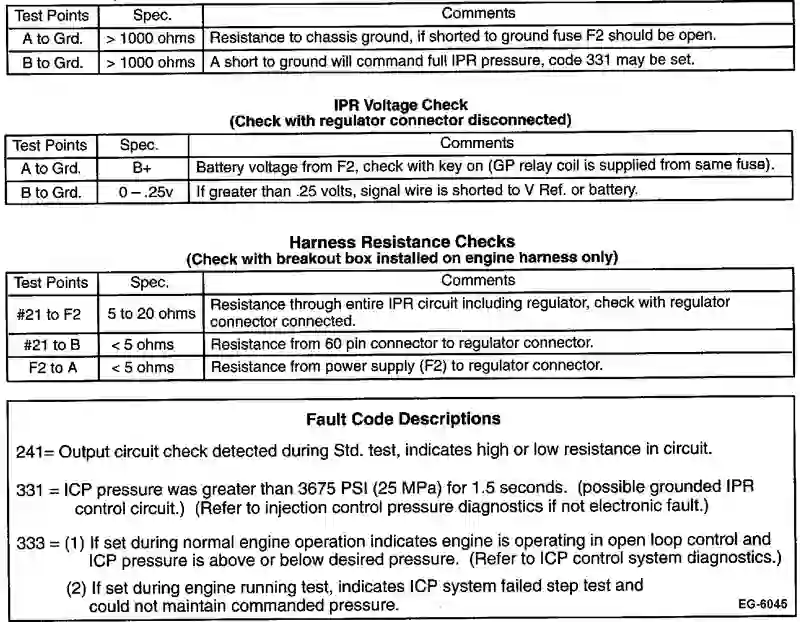 Test Points Spec. Comments
A to Grd. > 1000 ohms Resistance to chassis ground, if shorted to ground fuse F2 should be open.
B to Grd. > 1000 ohms A short to ground will command full IPR pressure, code 331 may be set.
IPR Voltage Check
(Check with regulator connector disconnected)
Test Points Spec. Comments
A to Grd. B+ Battery voltage from F2, check with key on (GP relay coil is supplied from same fuse).
B to Grd. 0 – .25v If greater than .25 volts, signal wire is shorted to V Ref. or battery.
Harness Resistance Checks
(Check with breakout box installed on engine harness only)
Test Points Spec. Comments
#21 to F2 5 to 20 ohms Resistance through entire IPR circuit including regulator, check with regulator
connector connected.
#21 to B < 5 ohms Resistance from 60 pin connector to regulator connector.
F2 to A < 5 ohms Resistance from power supply (F2) to regulator connector.
Fault Code Descriptions
241= Output circuit check detected during Std. test, indicates high or low resistance in circuit.
331 = ICP pressure was greater than 3675 PSI (25 MPa) for 1.5 seconds. (possible grounded IPR
control circuit.) (Refer to injection control pressure diagnostics if not electronic fault.)
333 = (1) If set during normal engine operation indicates engine is operating in open loop control and
ICP pressure is above or below desired pressure. (Refer to ICP control system diagnostics.)
(2) If set during engine running test, indicates ICP system failed step test and
could not maintain commanded pressure.
EG-6045